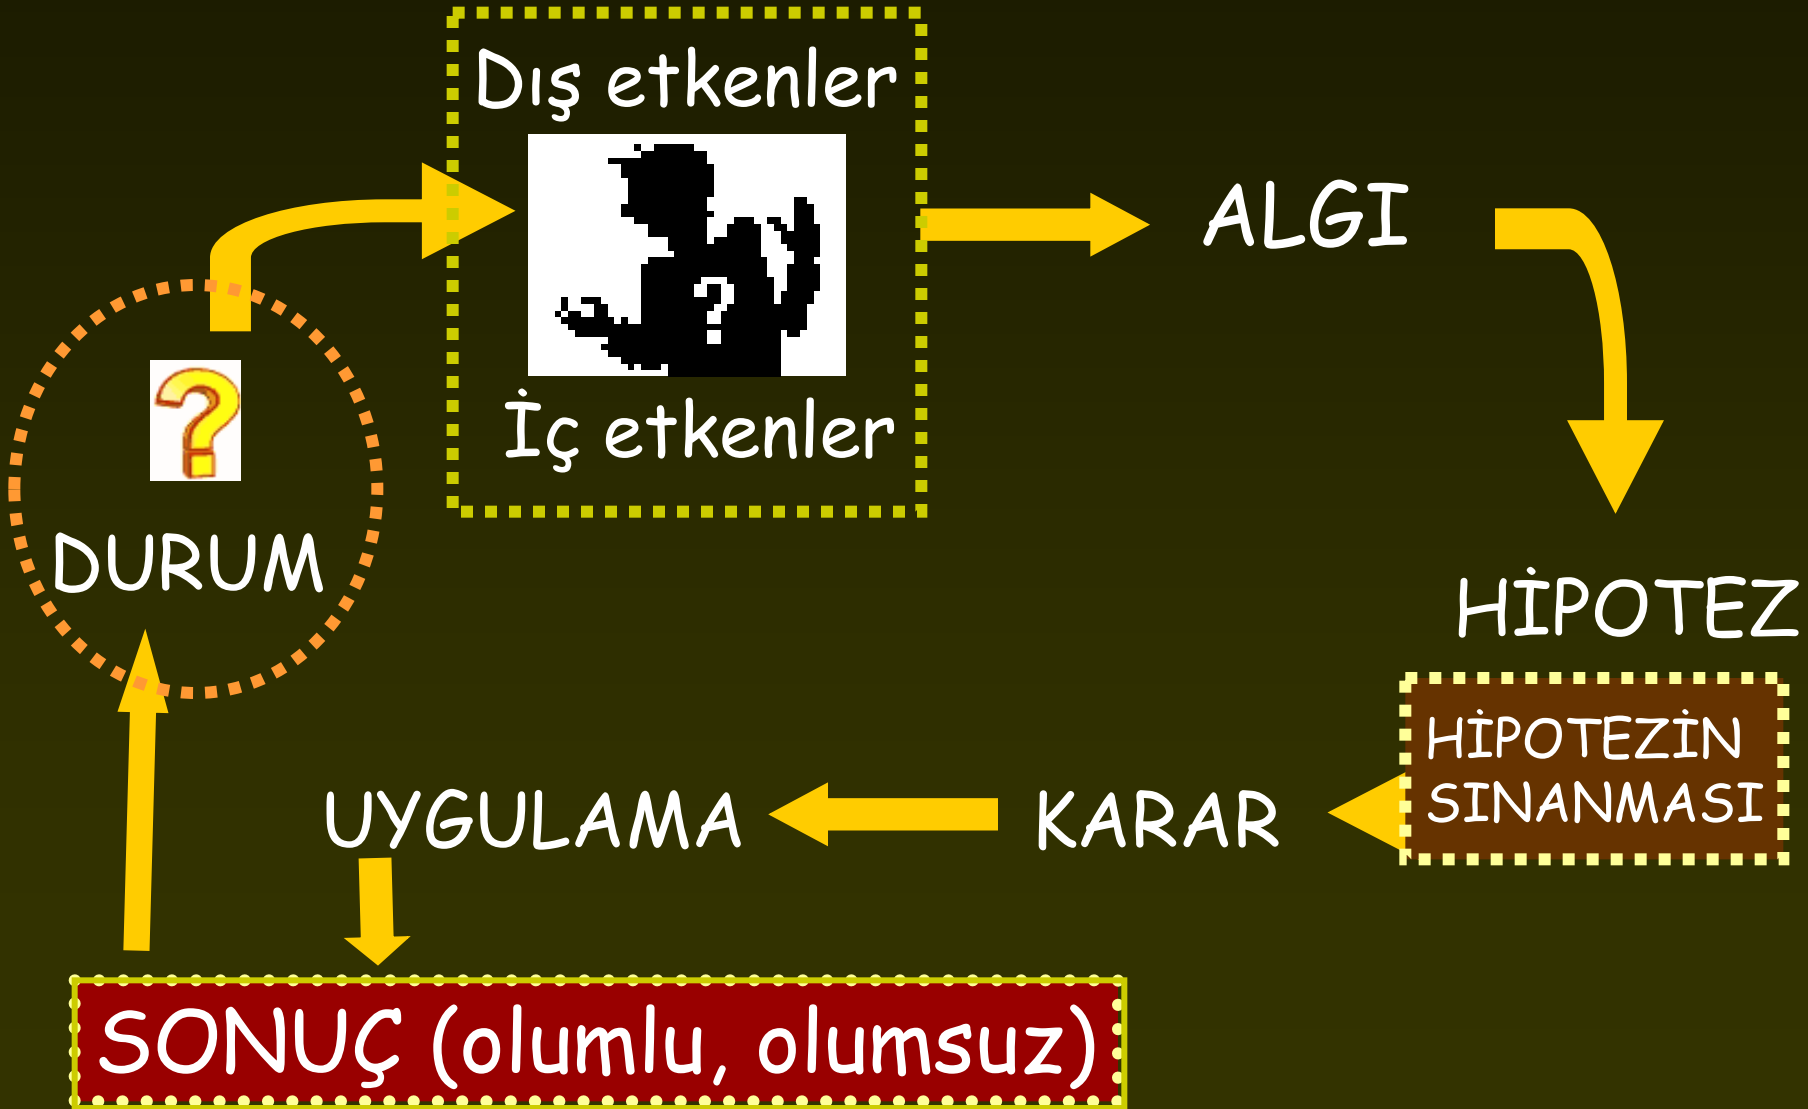 Dış etkenler
?
İç etkenler
ALGI
?
DURUM
HİPOTEZ
HİPOTEZİN
SINANMASI
KARAR
UYGULAMA
SONUÇ (olumlu, olumsuz)